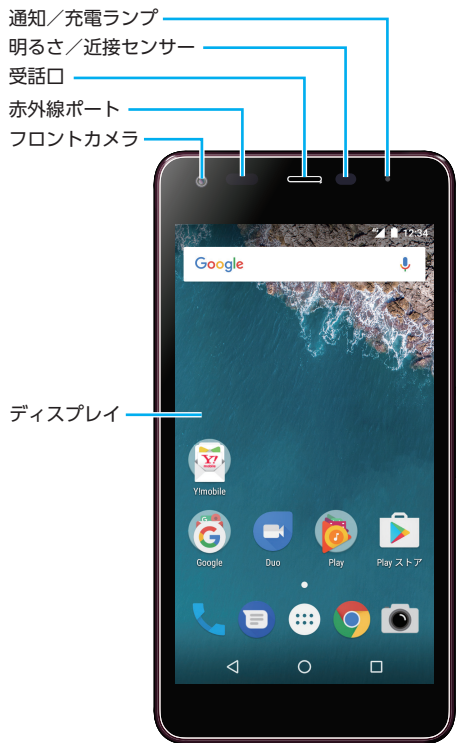 通知／充電ランプ
明るさ／近接センサー
受話口
赤外線ポート
フロントカメラ
4G 12:34
Google
ディスプレイ
Y!
Y!mobile
G
Google Duo Play Play ストア